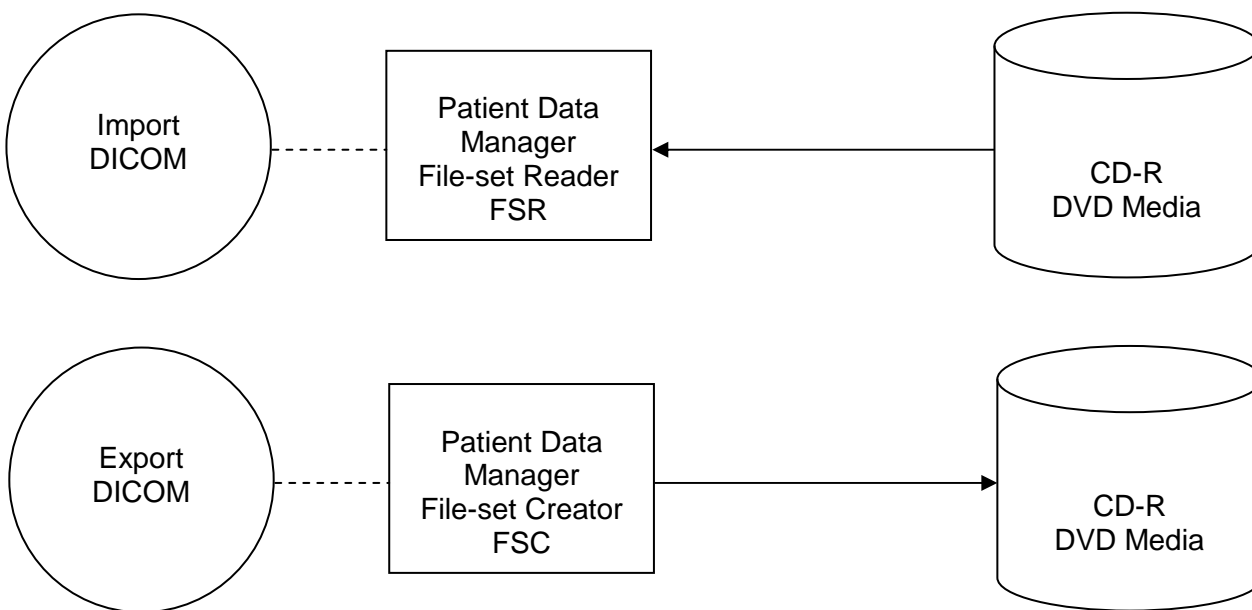 Import
DICOM
Patient Data
Manager
File-set Reader
FSR
CD-R
DVD Media
Export
DICOM
Patient Data
Manager
File-set Creator
FSC
CD-R
DVD Media